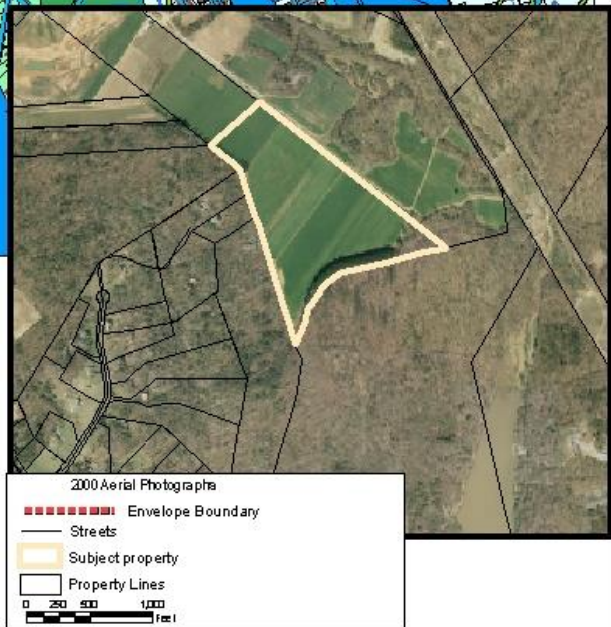 2000 Aerial Photographs
Envelope Boundary
Streets
Subject property
Property Lines
0 250 500 1,000
Feet